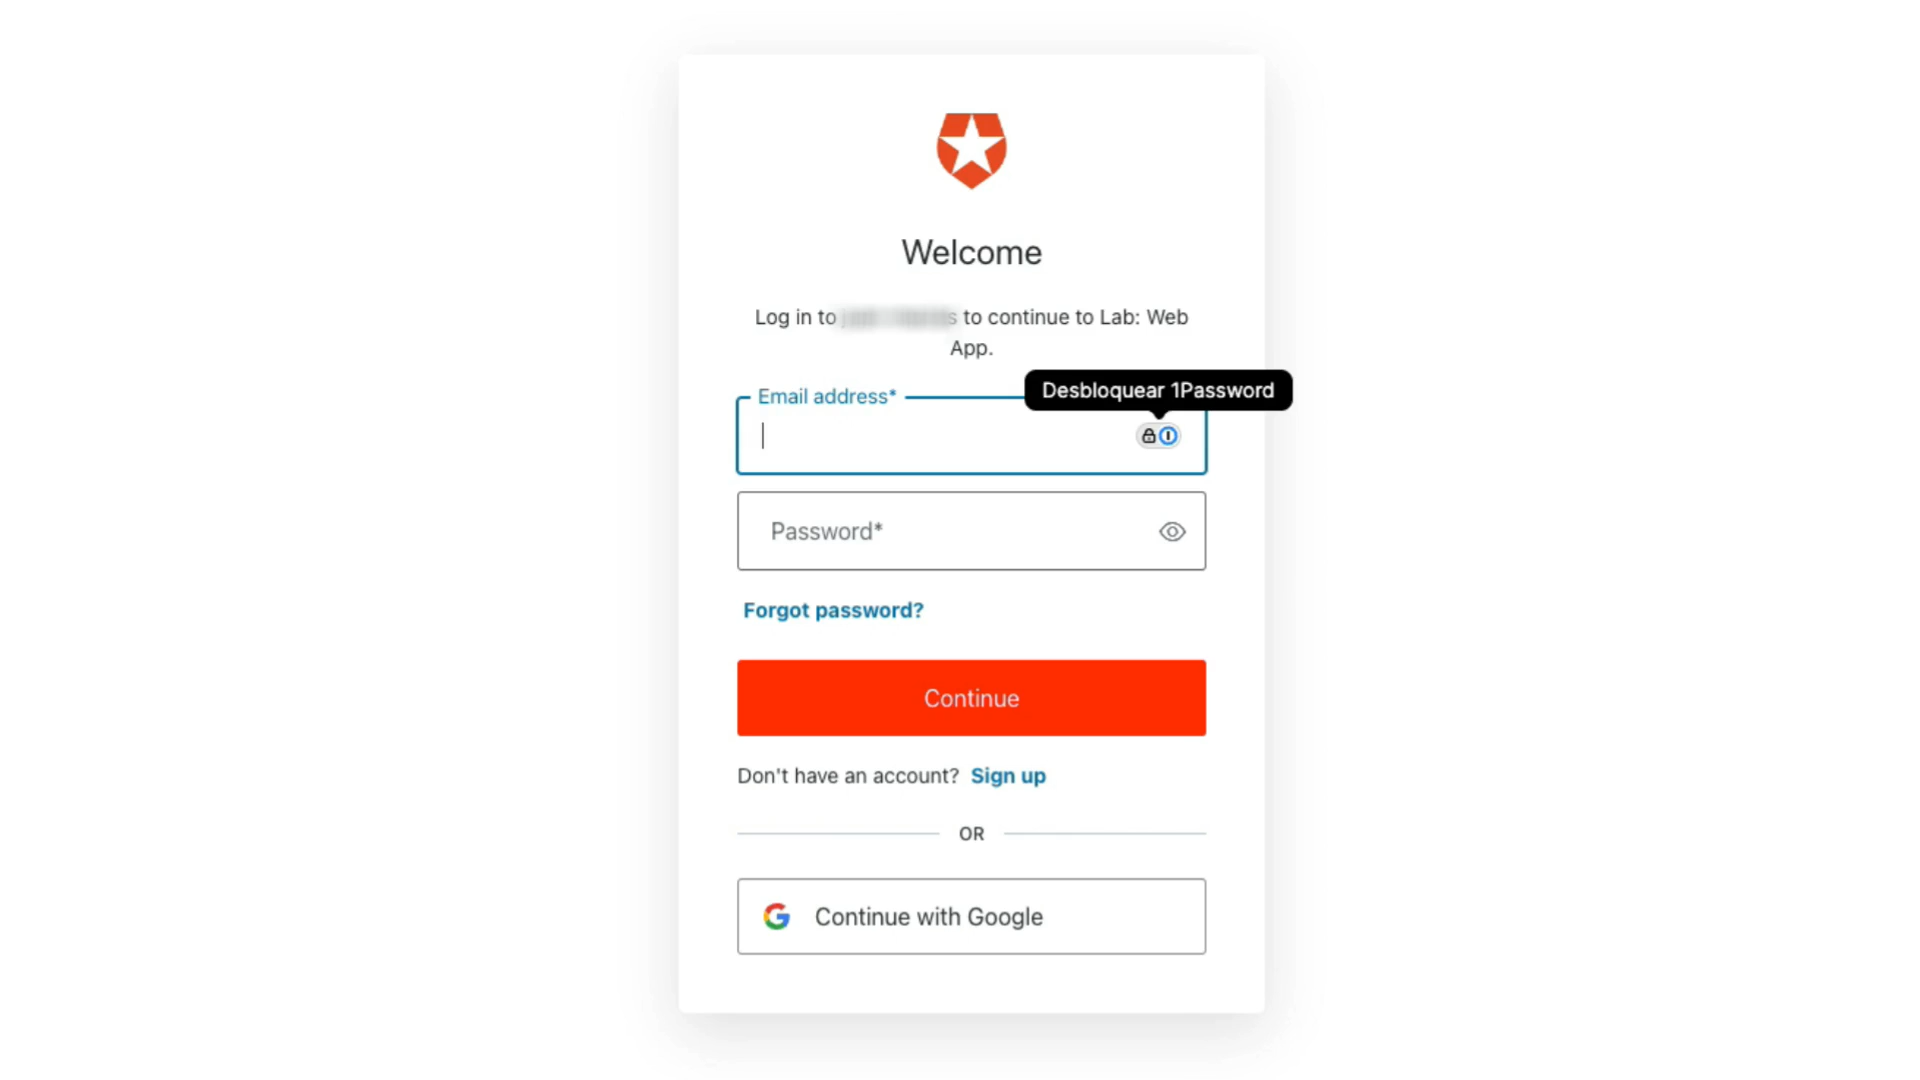 Welcome
Log in to to continue to Lab: Web
App.
Desbloquear 1Password
Email address*
Password*
Forgot password?
Continue
Don't have an account? Sign up
OR
Continue with Google